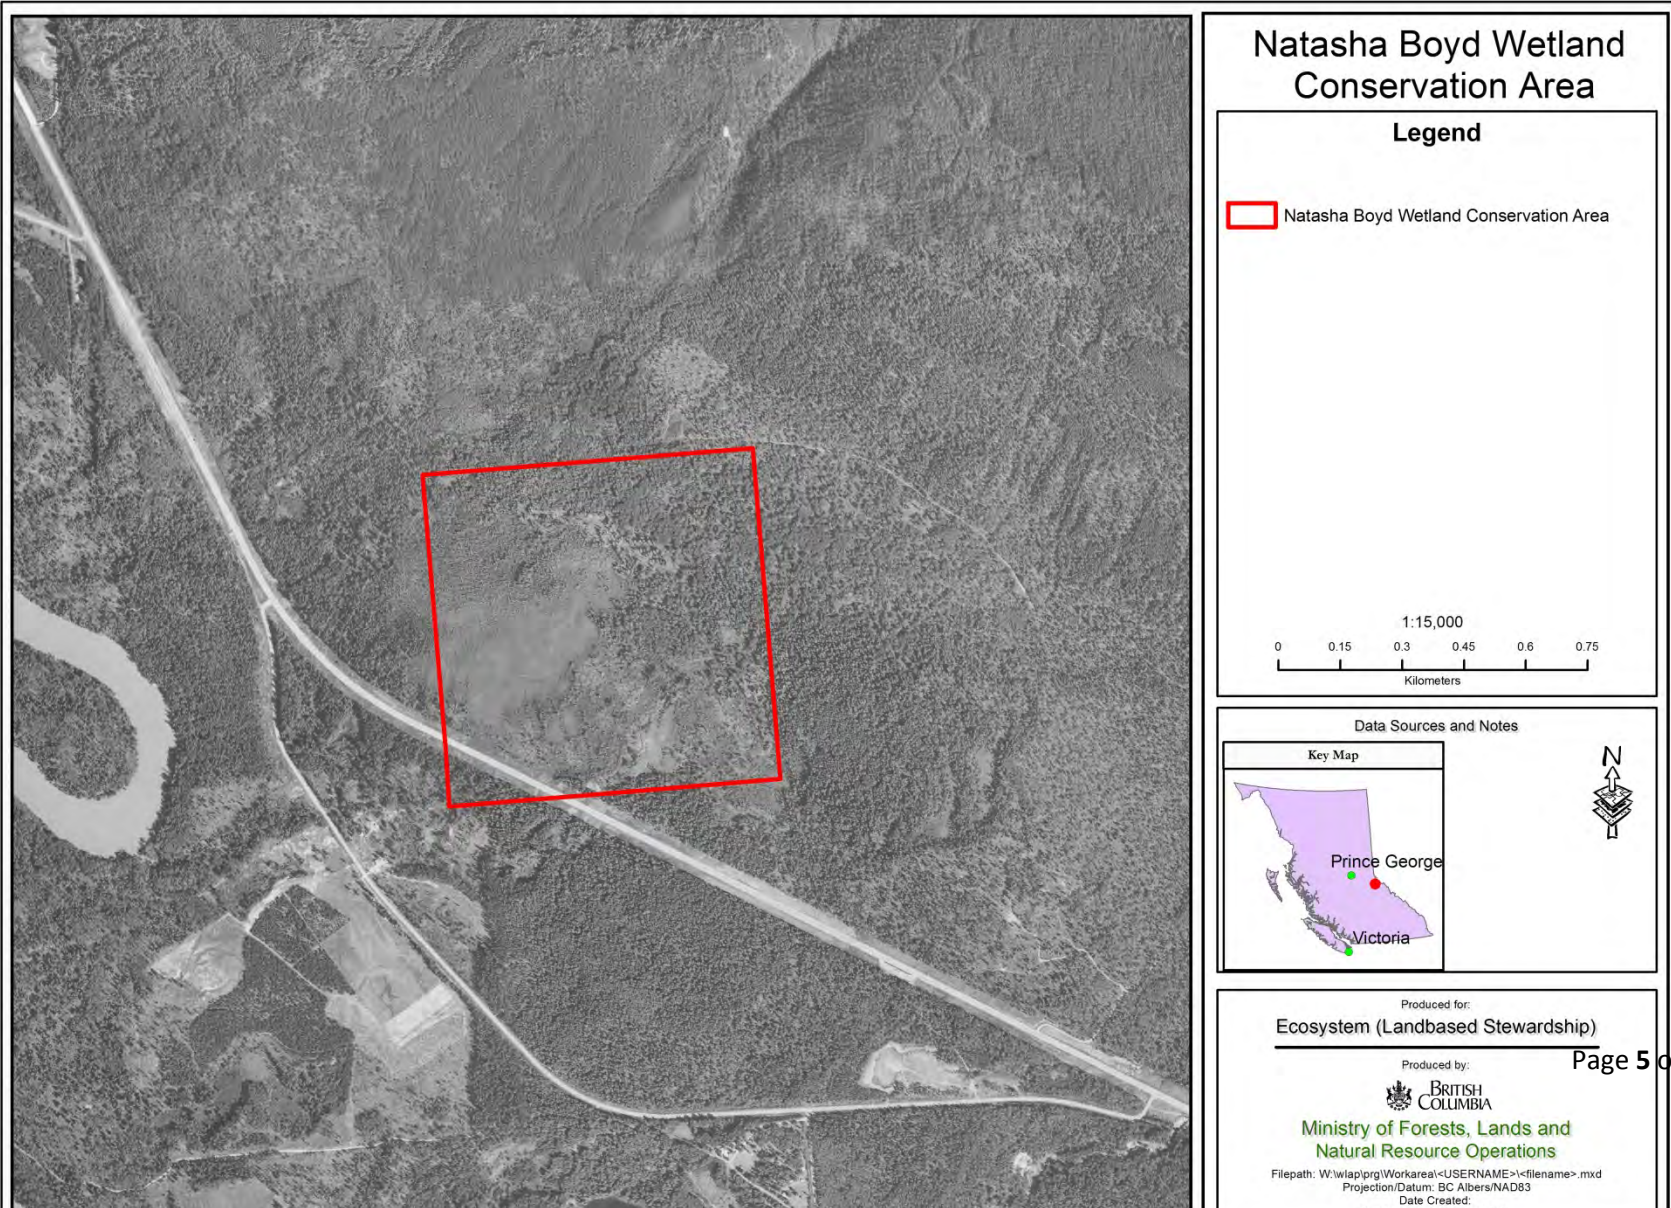 Natasha Boyd Wetland
Conservation Area
Legend
Natasha Boyd Wetland Conservation Area
1:15,000
0 0.15 0.3 0.45 0.6 0.75
Kilometers
Data Sources and Notes
Key Map
N
Prince George
Victoria
Produced for:
Ecosystem (Landbased Stewardship)
Produced by:
Page 5 o
BRITISH
COLUMBIA
Ministry of Forests, Lands and
Natural Resource Operations
Filepath: W:\wlap\prg\Workarea\<USERNAME>\<filename>.mxd
Projection/Datum: BC Albers/NAD83
Date Created: